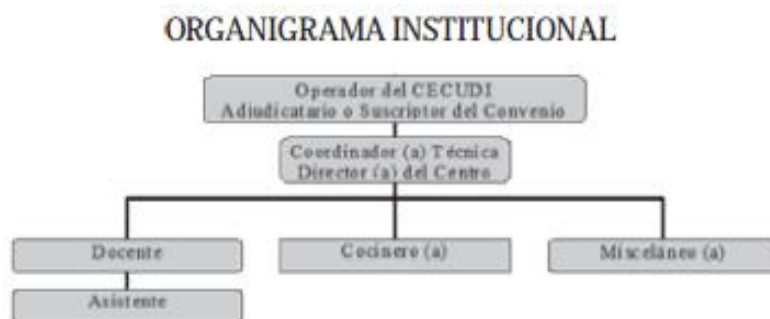 ORGANIGRAMA INSTITUCIONAL
Operador del CECUDI
Adjudicatario o Suscriptor del Convenio
Coordinador (a) Técnica
Director (a) del Centro
Docente
Cocinero (a)
Misceláneo (a)
Asistente